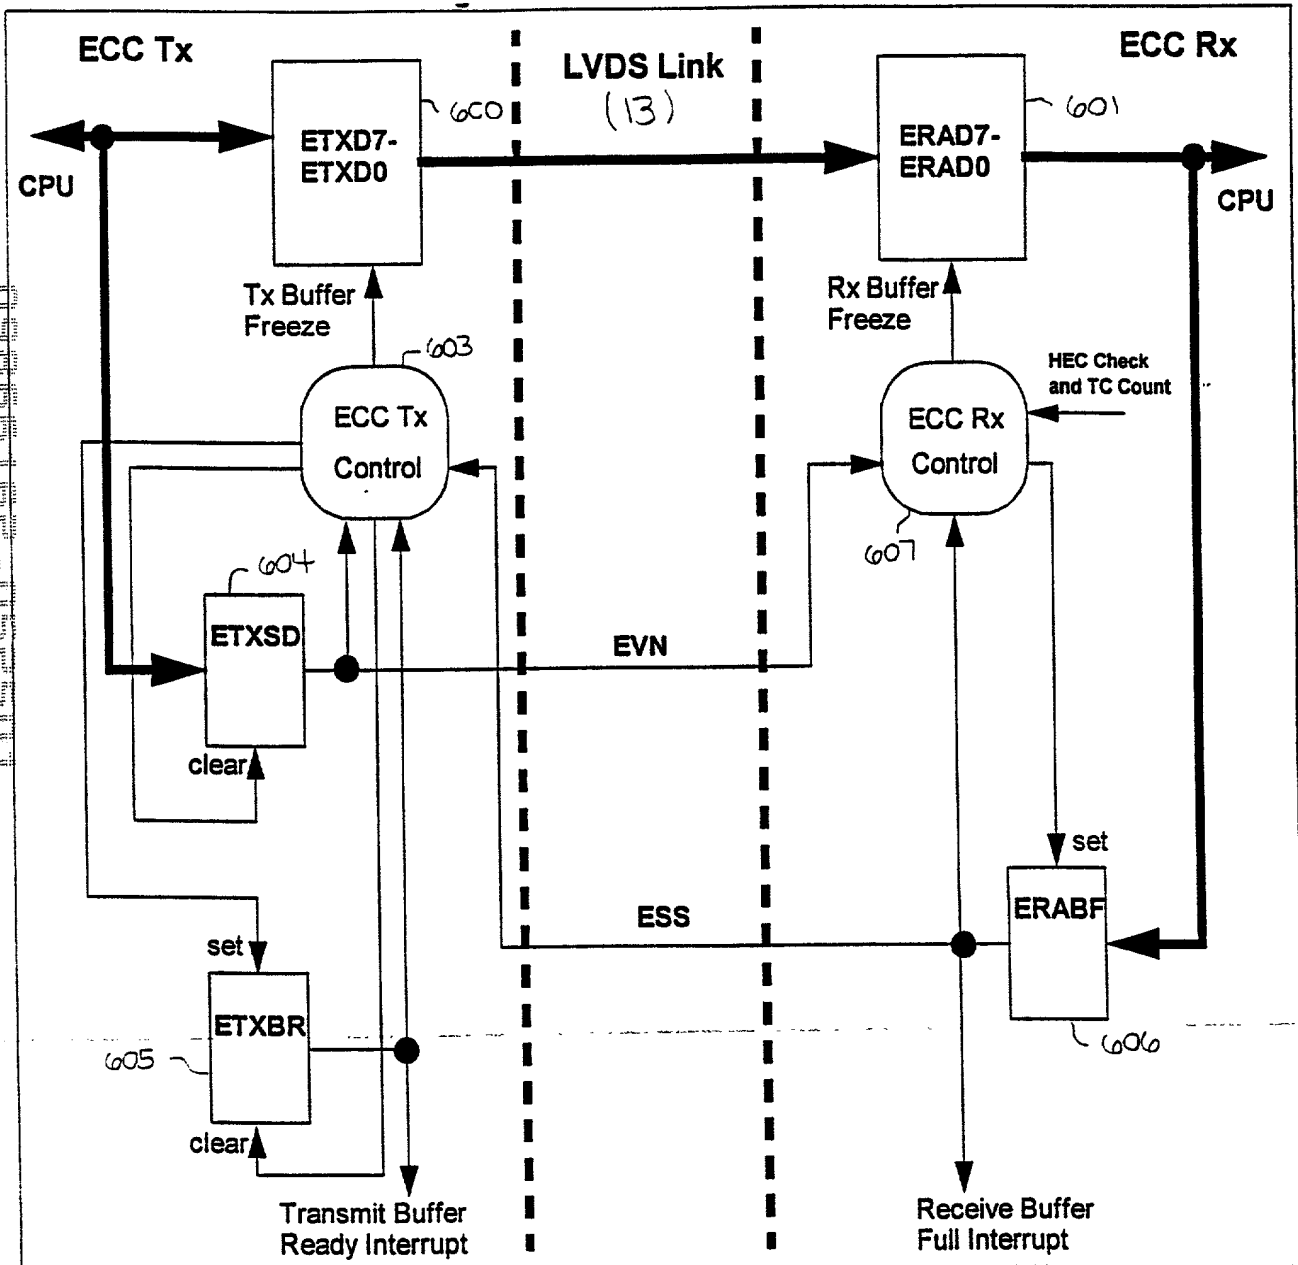 ECC Tx
LVDS Link
(13)
ECC Rx
600
601
ETXD7-
ETXD0
ERAD7-
ERAD0
CPU
CPU
Tx Buffer
Freeze
Rx Buffer
Freeze
603
HEC Check
and TC Count
ECC Tx
Control
ECC Rx
Control
607
604
ETXSD
EVN
clear
set
ERABF
ESS
set
ETXBR
605
606
clear
Transmit Buffer
Ready Interrupt
Receive Buffer
Full Interrupt